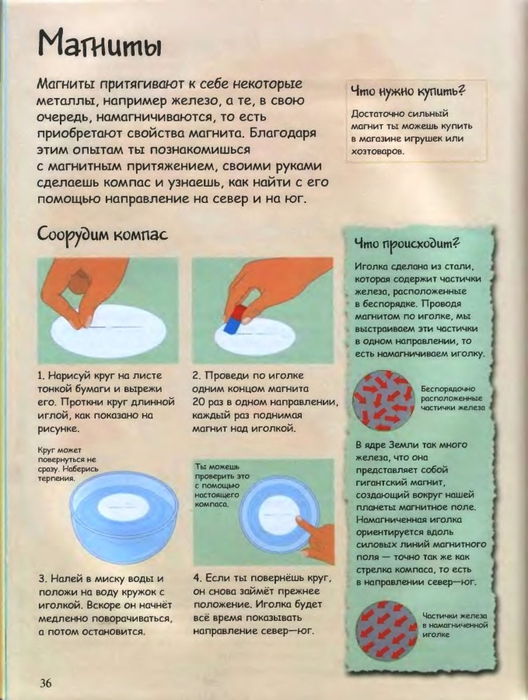 Магниты
Магниты притягивают к себе некоторые
металлы, например железо, а те, в свою
очередь, намагничиваются, то есть
приобретают свойства магнита. Благодаря
этим опытам ты познакомишься
с магнитным притяжением, своими руками
сделаешь компас и узнаешь, как найти с его
помощью направление на север и на юг.
Что нужно купить?
Достаточно сильный
магнит ты можешь купить
в магазине игрушек или
хозтоваров.
Соорудим компас
1. Нарисуй круг на листе
тонкой бумаги и вырежи
его. Проткни круг длинной
иглой, как показано на
рисунке.
2. Проведи по иголке
одним концом магнита
20 раз в одном направлении,
каждый раз поднимая
магнит над иголкой.
Круг может
повернуться не
сразу. Наберись
терпения.
Ты можешь
проверить это
с помощью
настоящего
компаса.
3. Налей в миску воды и
положи на воду кружок с
иголкой. Вскоре он начнёт
медленно поворачиваться,
а потом остановится.
4. Если ты повернёшь круг,
он снова займёт прежнее
положение. Иголка будет
всё время показывать
направление север—юг.
Что происходит?
Иголка сделана из стали,
которая содержит частички
железа, расположенные
в беспорядке. Проводя
магнитом по иголке, мы
выстраиваем эти частички
в одном направлении, то
есть намагничиваем иголку.
Беспорядочно
расположенные
частички железа
В ядре Земли так много
железа, что она
представляет собой
гигантский магнит,
создающий вокруг нашей
планеты магнитное поле.
Намагниченная иголка
ориентируется вдоль
силовых линий магнитного
поля — точно так же как
стрелка компаса, то есть
в направлении север—юг.
Частички железа
в намагниченной
иголке
36